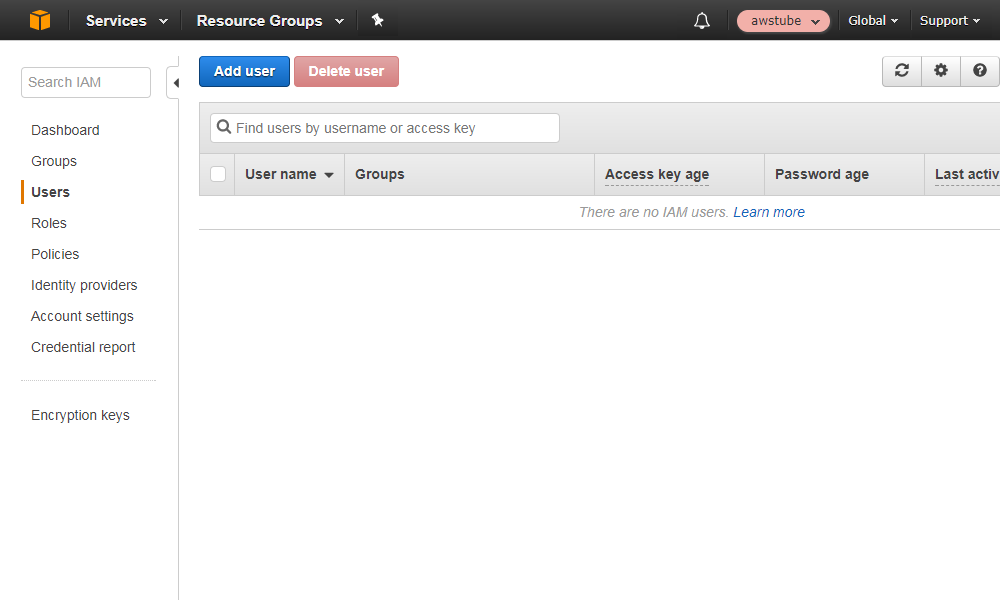 Services Resource Groups awstube Global Support
Search IAM
Dashboard
Groups
Users
Roles
Policies
Identity providers
Account settings
Credential report
Encryption keys
Add user Delete user
Find users by username or access key
User name Groups Access key age Password age Last activ
There are no IAM users. Learn more